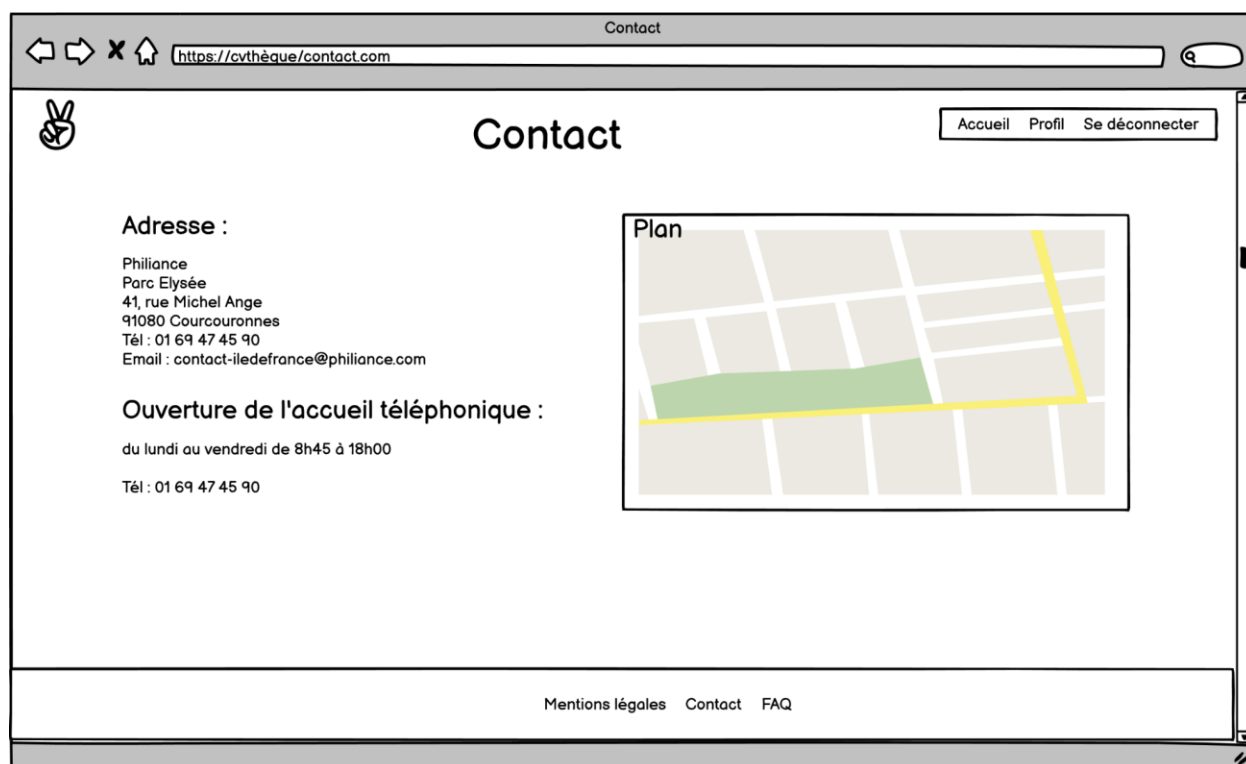 Contact
https://cvthèque/contact.com
Contact
Accueil Profil Se déconnecter
Adresse :
Philiance
Parc Elysée
41, rue Michel Ange
91080 Courcouronnes
Tél : 01 69 47 45 90
Email : contact-iledefrance@philiance.com
Ouverture de l'accueil téléphonique :
du lundi au vendredi de 8h45 à 18h00
Tél : 01 69 47 45 90
Plan
Mentions légales Contact FAQ